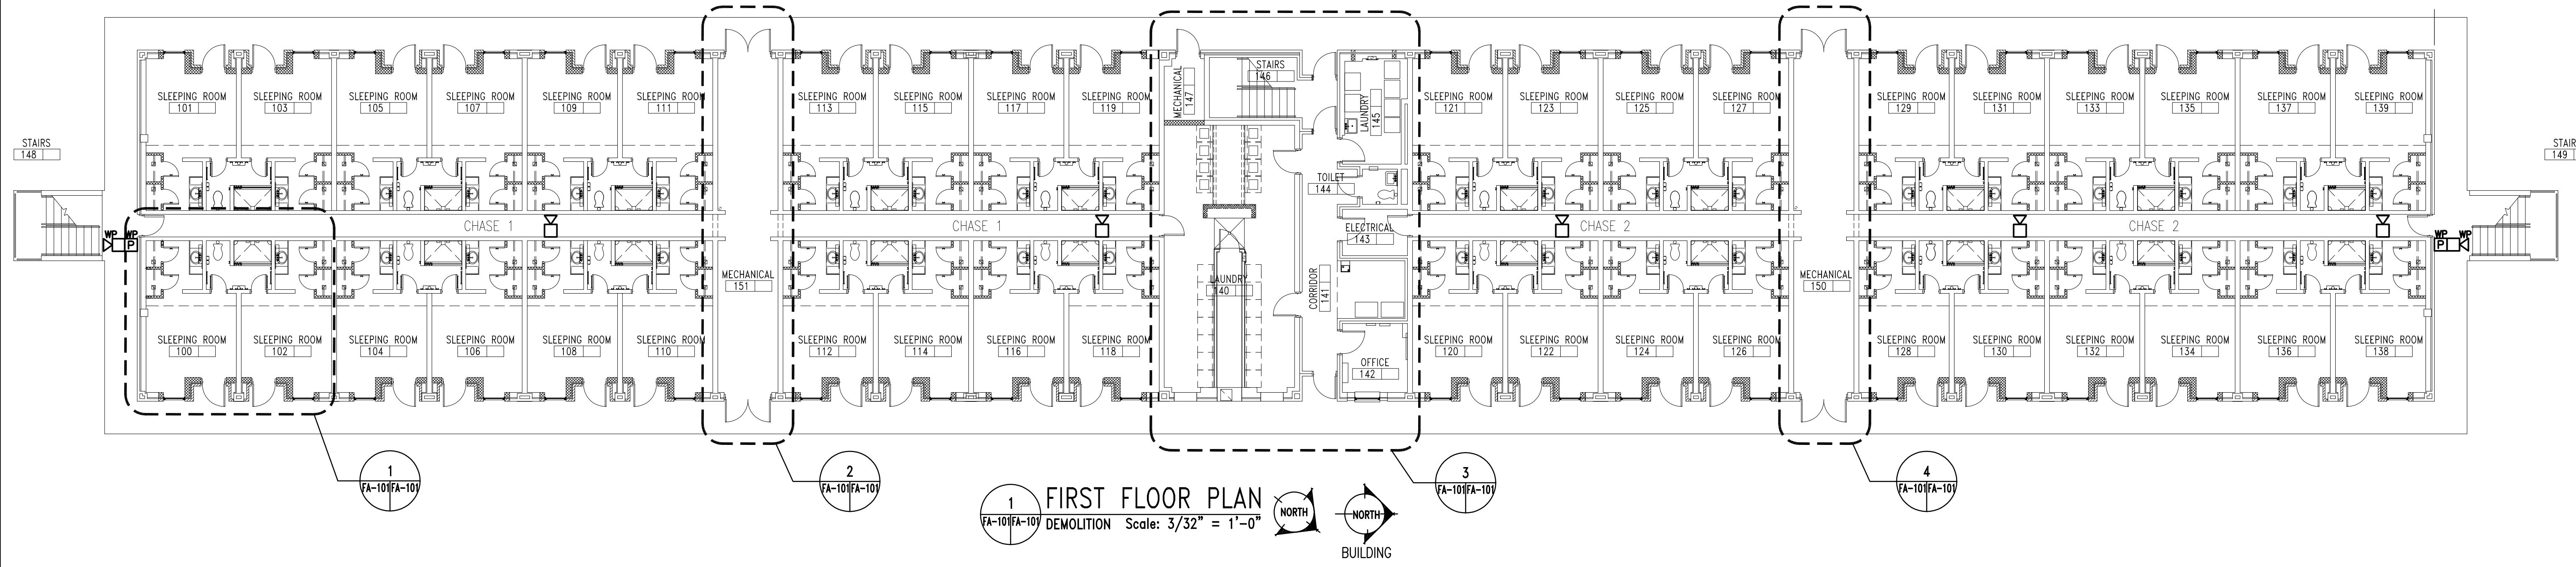 STAIRS
146
MECHANICAL
147
LAUNDRY
145
SLEEPING ROOM
101
SLEEPING ROOM
103
SLEEPING ROOM
105
SLEEPING ROOM
107
SLEEPING ROOM
109
SLEEPING ROOM
111
SLEEPING ROOM
113
SLEEPING ROOM
115
SLEEPING ROOM
117
SLEEPING ROOM
119
SLEEPING ROOM
121
SLEEPING ROOM
123
SLEEPING ROOM
125
SLEEPING ROOM
127
SLEEPING ROOM
129
SLEEPING ROOM
131
SLEEPING ROOM
133
SLEEPING ROOM
135
SLEEPING ROOM
137
SLEEPING ROOM
139
STAIRS
148
STAIR
149
TOILET
144
CHASE 1
CHASE 1
CHASE 2
CHASE 2
ELECTRICAL
143
WP WP
P
WP WP
P
MECHANICAL
151
LAUNDRY
140
CORRIDOR
141
MECHANICAL
150
SLEEPING ROOM
100
SLEEPING ROOM
102
SLEEPING ROOM
104
SLEEPING ROOM
106
SLEEPING ROOM
108
SLEEPING ROOM
110
SLEEPING ROOM
112
SLEEPING ROOM
114
SLEEPING ROOM
116
SLEEPING ROOM
118
OFFICE
142
SLEEPING ROOM
120
SLEEPING ROOM
122
SLEEPING ROOM
124
SLEEPING ROOM
126
SLEEPING ROOM
128
SLEEPING ROOM
130
SLEEPING ROOM
132
SLEEPING ROOM
134
SLEEPING ROOM
136
SLEEPING ROOM
138
1
FA-101 FA-101
2
FA-101 FA-101
3
FA-101 FA-101
4
FA-101 FA-101
1
FA-101 FA-101
FIRST FLOOR PLAN
DEMOLITION Scale: 3/32" = 1'-0"
NORTH
NORTH
BUILDING